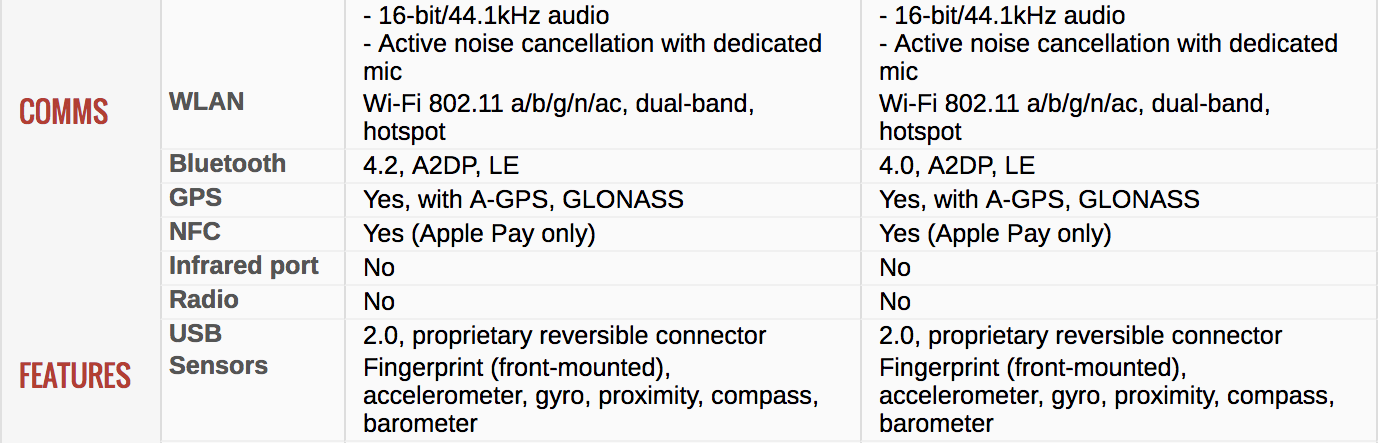 - 16-bit/44.1kHz audio
- 16-bit/44.1kHz audio
- Active noise cancellation with dedicated
mic
- Active noise cancellation with dedicated
mic
COMMS
WLAN
Wi-Fi 802.11 a/b/g/n/ac, dual-band,
hotspot
Wi-Fi 802.11 a/b/g/n/ac, dual-band,
hotspot
Bluetooth
4.2, A2DP, LE
4.0, A2DP, LE
GPS
Yes, with A-GPS, GLONASS
Yes, with A-GPS, GLONASS
NFC
Yes (Apple Pay only)
Yes (Apple Pay only)
Infrared port
No
No
Radio
No
No
USB
2.0, proprietary reversible connector
2.0, proprietary reversible connector
FEATURES
Sensors
Fingerprint (front-mounted),
accelerometer, gyro, proximity, compass,
barometer
Fingerprint (front-mounted),
accelerometer, gyro, proximity, compass,
barometer